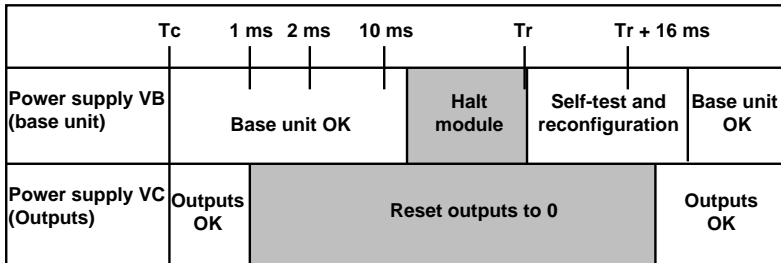 Tc 1 ms 2 ms 10 ms Tr Tr + 16 ms
Power supply VB
(base unit)
Base unit OK
Halt
module
Self-test and
reconfiguration
Base unit
OK
Power supply VC
(Outputs)
Outputs
OK
Reset outputs to 0
Outputs
OK